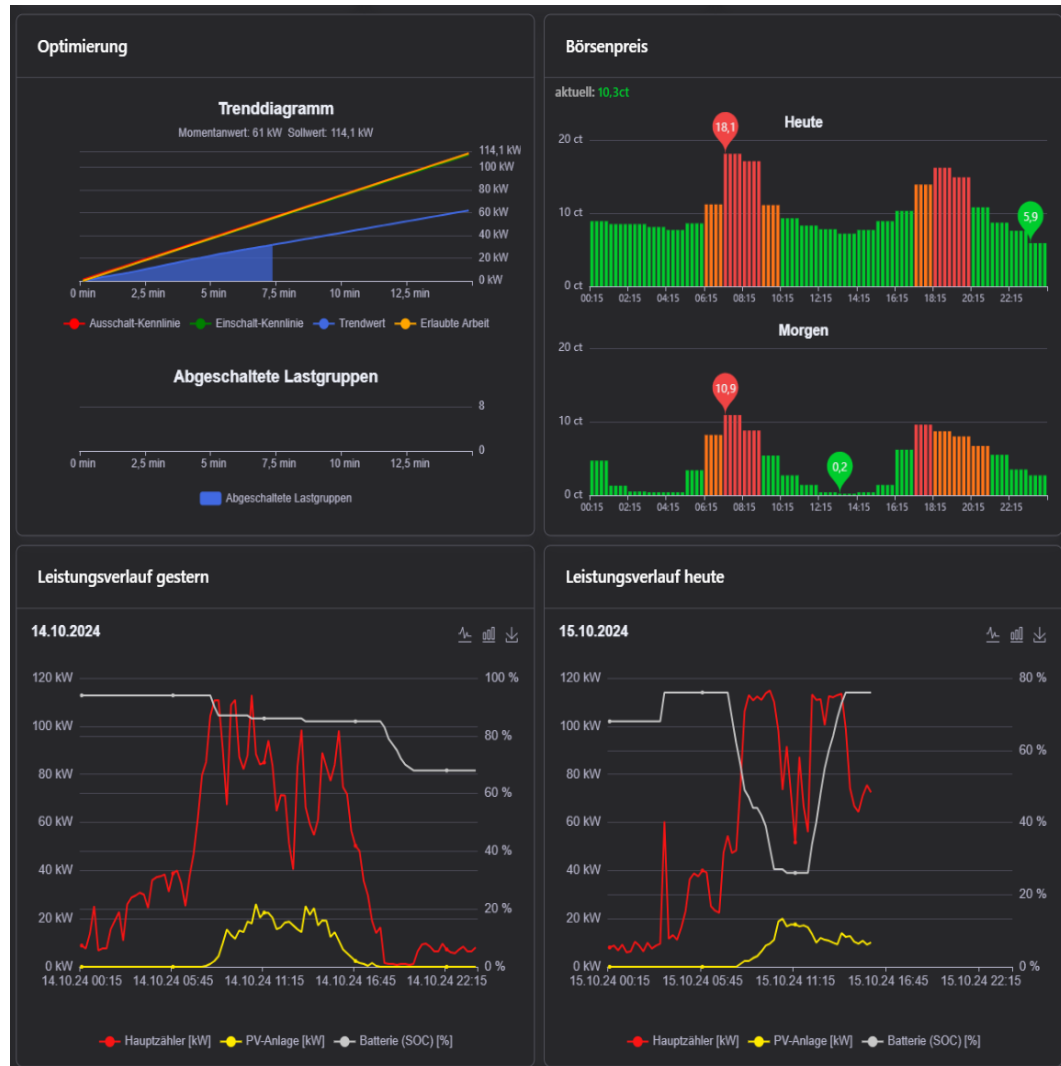 Optimierung
Trenddiagramm
Momentanwert: 61 kW Sollwert: 114,1 kW
114,1 kW
100 kW
80 kW
60 kW
40 kW
20 kW
0 kW
0 min 2,5 min 5 min 7,5 min 10 min 12,5 min
Ausschalt-Kennlinie Einschalt-Kennlinie Trendwert Erlaubte Arbeit
Abgeschaltete Lastgruppen
8
0
0 min 2,5 min 5 min 7,5 min 10 min 12,5 min
Abgeschaltete Lastgruppen
Börsenpreis
aktuell: 10,3ct
Heute
20 ct
18,1
10 ct
5,9
0 ct
00:15 02:15 04:15 06:15 08:15 10:15 12:15 14:15 16:15 18:15 20:15 22:15
Morgen
20 ct
10,9
10 ct
0,2
0 ct
00:15 02:15 04:15 06:15 08:15 10:15 12:15 14:15 16:15 18:15 20:15 22:15
Leistungsverlauf gestern
14.10.2024
120 kW 100 %
100 kW
80 %
80 kW
60 %
60 kW
40 %
40 kW
20 kW 20 %
0 kW 0 %
14.10.24 00:15 14.10.24 05:45 14.10.24 11:15 14.10.24 16:45 14.10.24 22:15
Hauptzähler [kW] PV-Anlage [kW] Batterie (SOC) [%]
Leistungsverlauf heute
15.10.2024
120 kW 80 %
100 kW
60 %
80 kW
60 kW 40 %
40 kW
20 %
20 kW
0 kW 0 %
15.10.24 00:15 15.10.24 05:45 15.10.24 11:15 15.10.24 16:45 15.10.24 22:15
Hauptzähler [kW] PV-Anlage [kW] Batterie (SOC) [%]